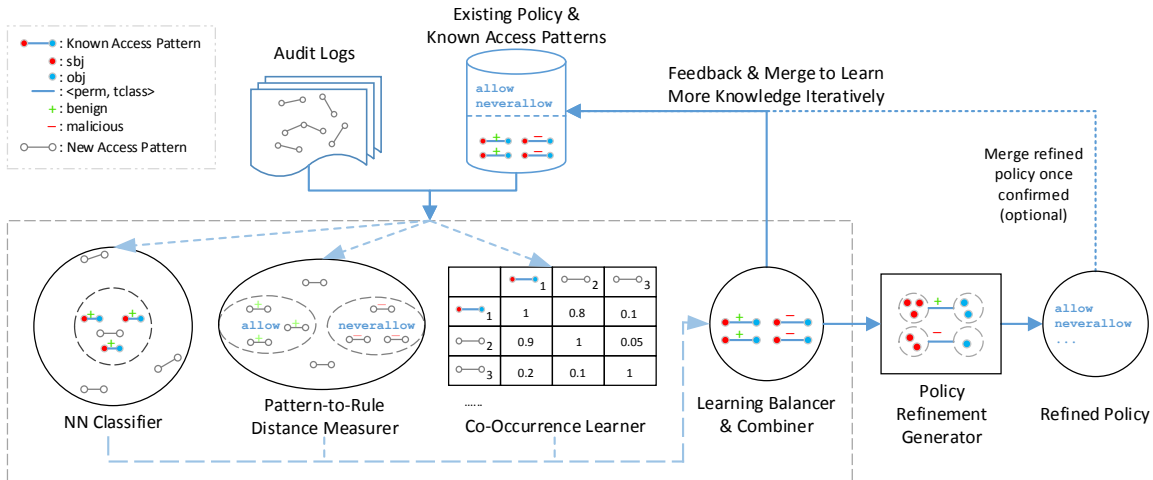 : Known Access Pattern
: sbj
: obj
: <perm, tclass>
+ : benign
− : malicious
: New Access Pattern
Audit Logs
Existing Policy &
Known Access Patterns
allow
neverallow
+ −
+ −
Feedback & Merge to Learn
More Knowledge Iteratively
Merge refined
policy once
confirmed
(optional)
+ +
+
NN Classifier
+ −
allow + neverallow
+ − −
Pattern-to-Rule
Distance Measurer
1 2 3
1 1 0.8 0.1
2 0.9 1 0.05
3 0.2 0.1 1
......
Co-Occurrence Learner
+ −
+ −
Learning Balancer
& Combiner
+
−
Policy
Refinement
Generator
allow
neverallow
...
Refined Policy